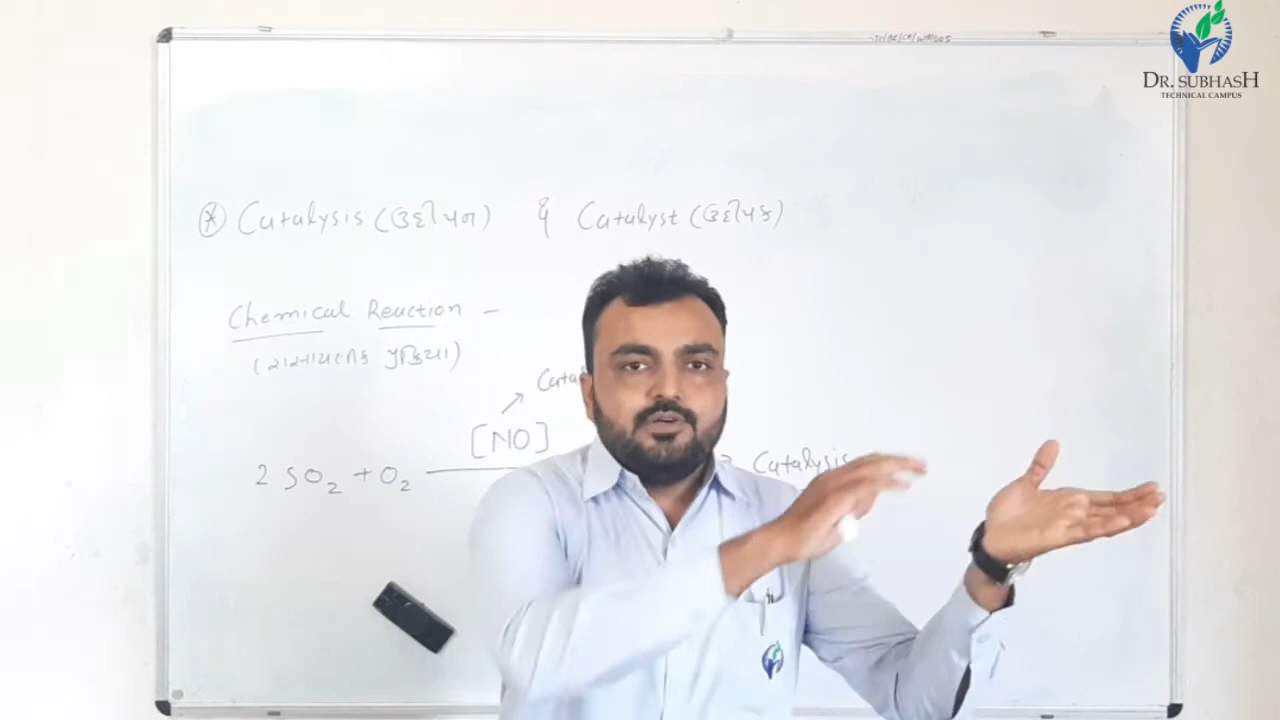 DR. SUBHASH
TECHNICAL CAMPUS
* Catalysis (ઉદ્દીપન) & Catalyst (ઉદ્દીપક)
Chemical Reaction -
(રાસાયણિક પ્રક્રિયા)
[NO]
2 SO2 + O2
Catalysis